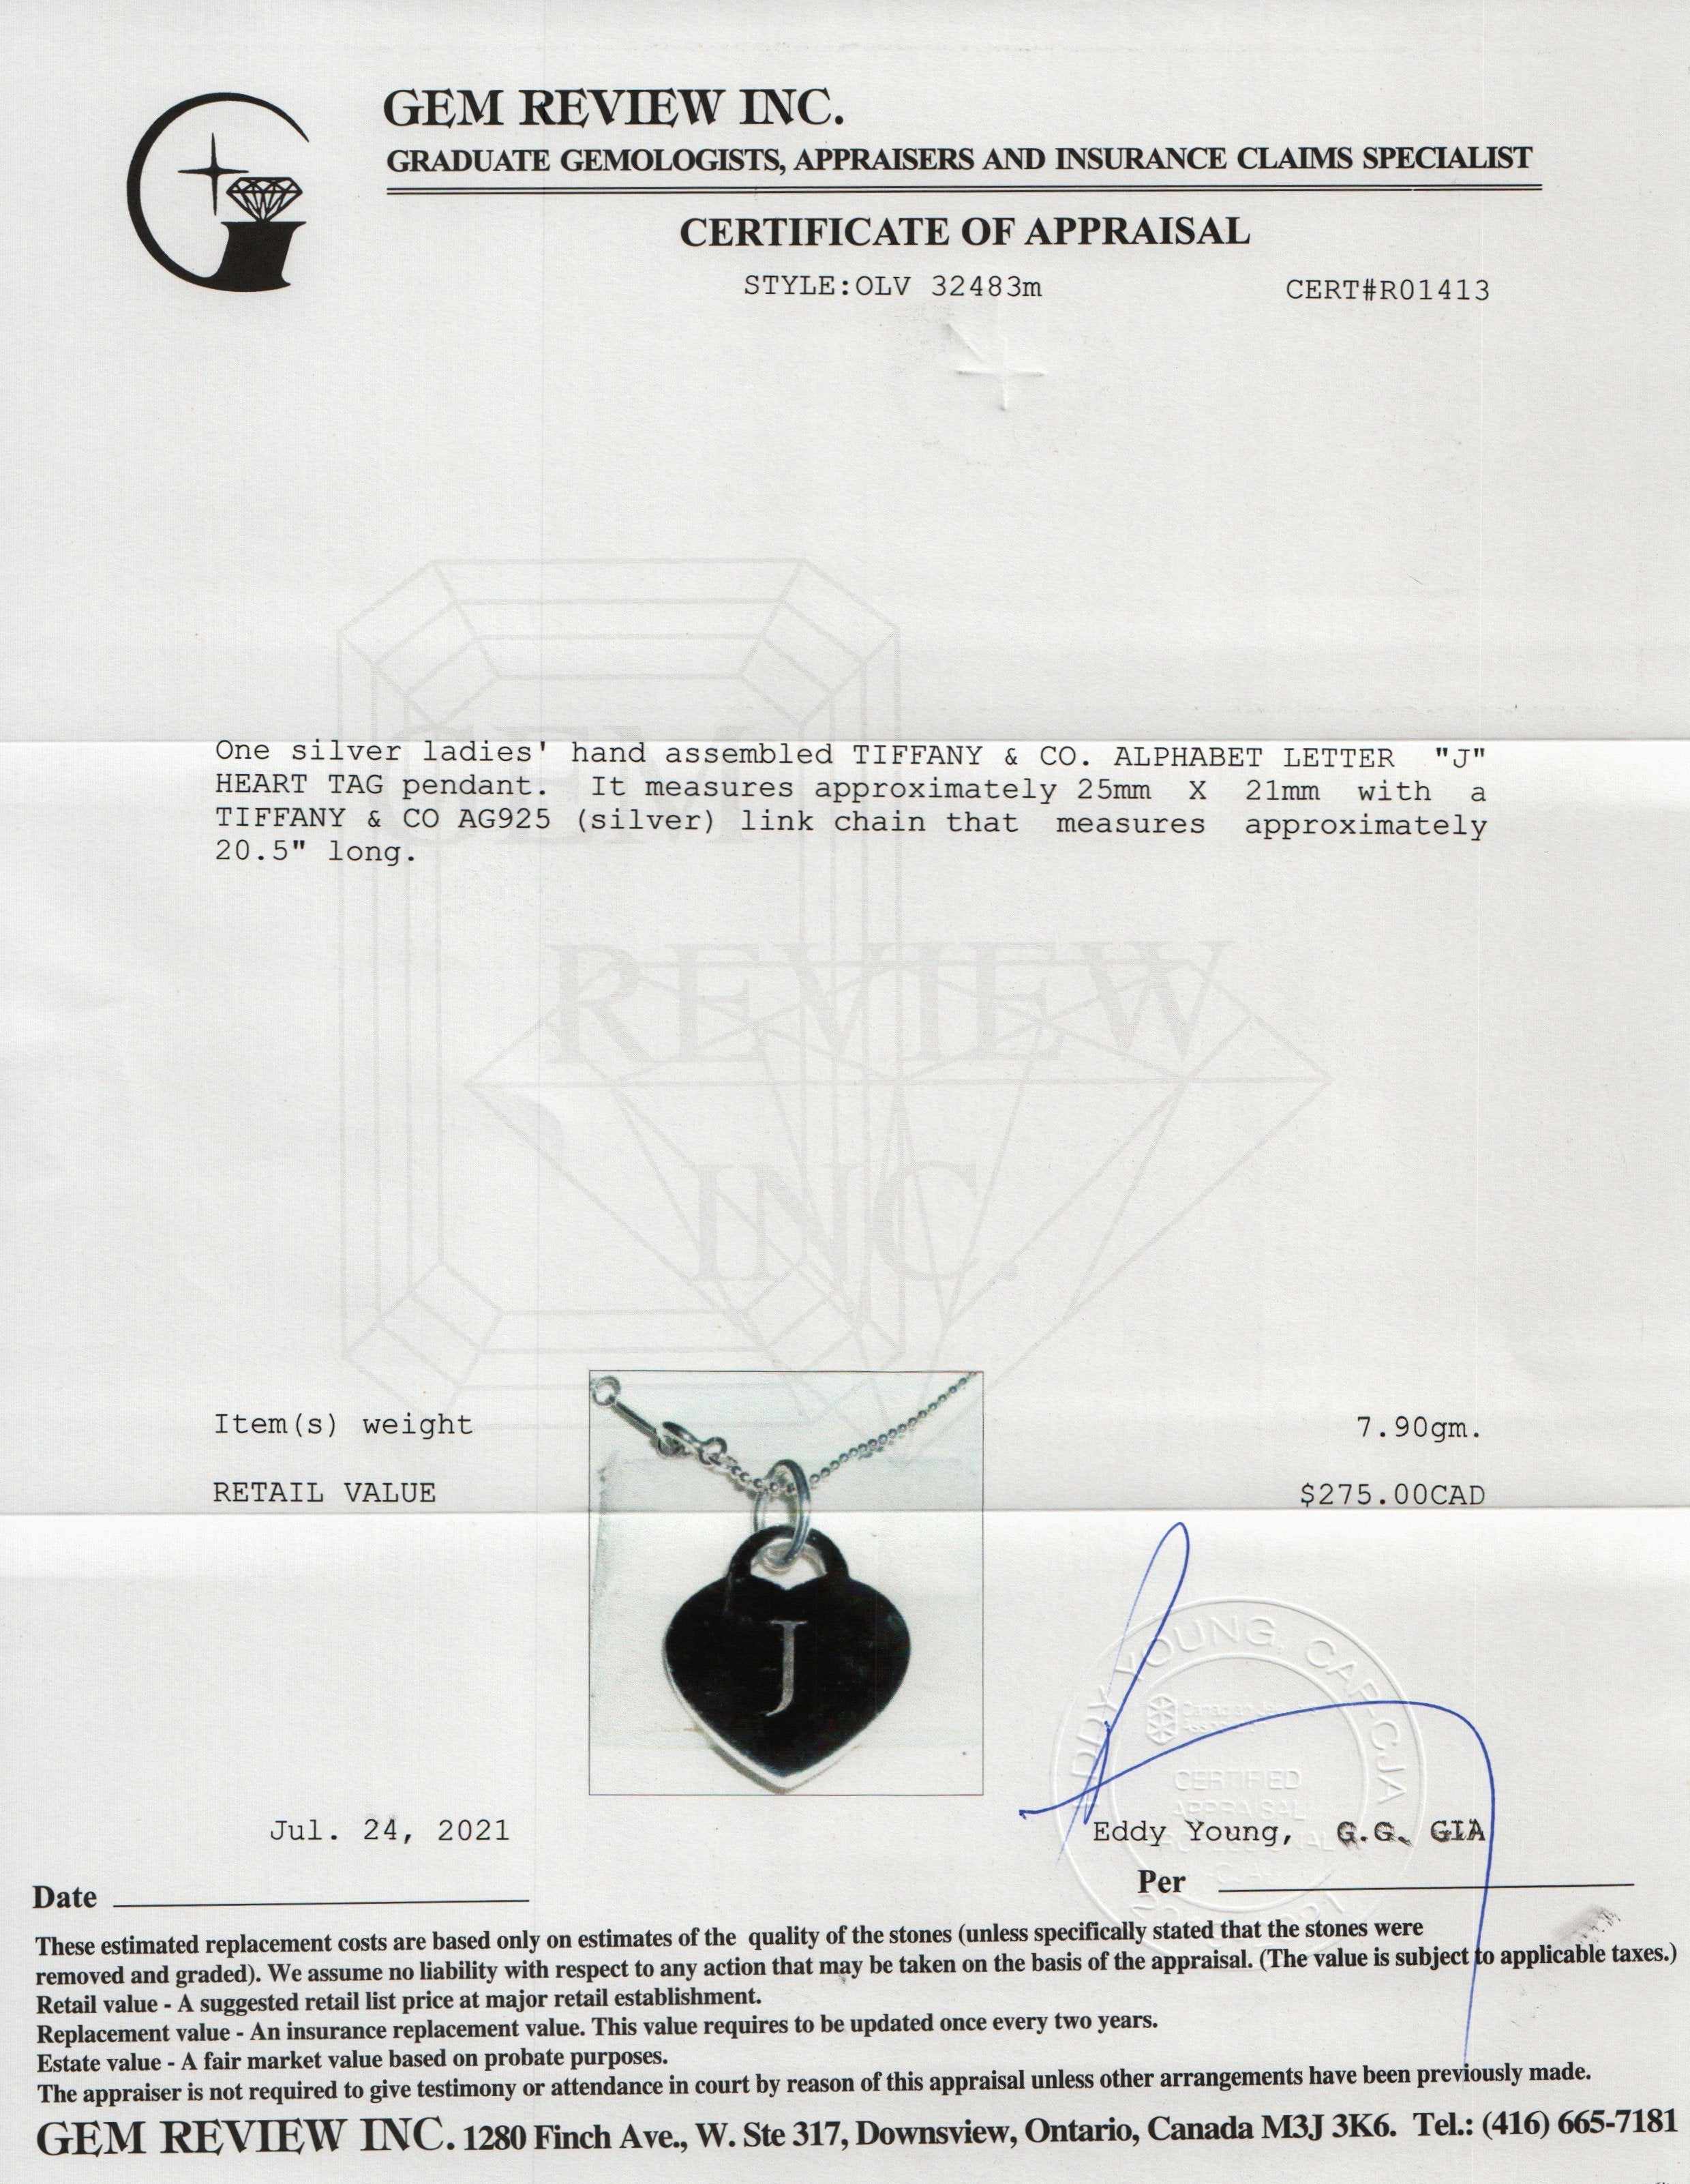 GEM REVIEW INC.
GRADUATE GEMOLOGISTS, APPRAISERS AND INSURANCE CLAIMS SPECIALIST
CERTIFICATE OF APPRAISAL
STYLE:OLV 32483m
CERT#R01413
One silver ladies' hand assembled TIFFANY & CO. ALPHABET LETTER "J"
HEART TAG pendant. It measures approximately 25mm X 21mm with a
TIFFANY & CO AG925 (silver) link chain that measures approximately
20.5" long.
GEM
REVIEW
INC.
Item(s) weight 7.90gm.
RETAIL VALUE $275.00CAD
J
EDDY YOUNG, CAP-CJA
CERTIFIED
APPRAISAL
Jul. 24, 2021
Eddy Young, G.G. GIA
Date
Per
These estimated replacement costs are based only on estimates of the quality of the stones (unless specifically stated that the stones were
removed and graded). We assume no liability with respect to any action that may be taken on the basis of the appraisal. (The value is subject to applicable taxes.)
Retail value - A suggested retail list price at major retail establishment.
Replacement value - An insurance replacement value. This value requires to be updated once every two years.
Estate value - A fair market value based on probate purposes.
The appraiser is not required to give testimony or attendance in court by reason of this appraisal unless other arrangements have been previously made.
GEM REVIEW INC. 1280 Finch Ave., W. Ste 317, Downsview, Ontario, Canada M3J 3K6. Tel.: (416) 665-7181